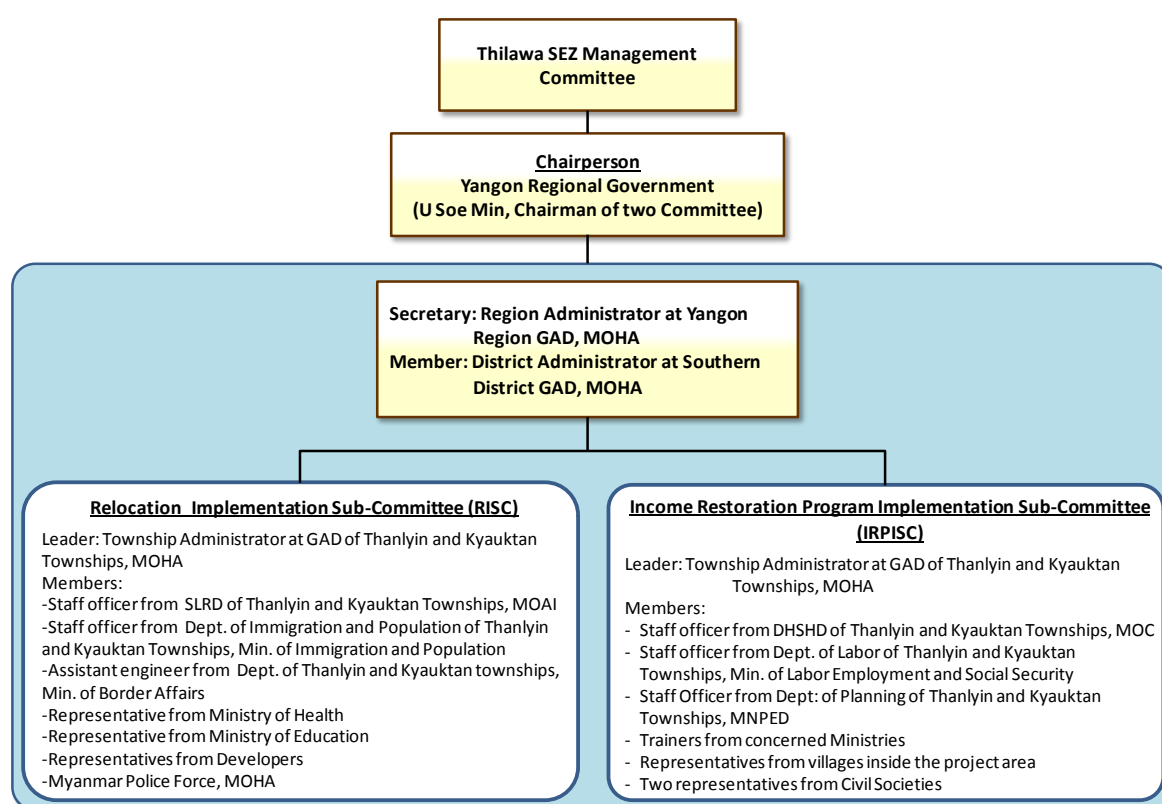 Thilawa SEZ Management
Committee
Chairperson
Yangon Regional Government
(U Soe Min, Chairman of two Committee)
Secretary: Region Administrator at Yangon
Region GAD, MOHA
Member: District Administrator at Southern
District GAD, MOHA
Relocation Implementation Sub-Committee (RISC)
Leader: Township Administrator at GAD of Thanlyin and Kyauktan
Townships, MOHA
Members:
-Staff officer from SLRD of Thanlyin and Kyauktan Townships, MOAI
-Staff officer from Dept. of Immigration and Population of Thanlyin
and Kyauktan Townships, Min. of Immigration and Population
-Assistant engineer from Dept. of Thanlyin and Kyauktan townships,
Min. of Border Affairs
-Representative from Ministry of Health
-Representative from Ministry of Education
-Representatives from Developers
-Myanmar Police Force, MOHA
Income Restoration Program Implementation Sub-Committee
(IRPISC)
Leader: Township Administrator at GAD of Thanlyin and Kyauktan
Townships, MOHA
Members:
- Staff officer from DHSHD of Thanlyin and Kyauktan Townships, MOC
- Staff officer from Dept. of Labor of Thanlyin and Kyauktan
Townships, Min. of Labor Employment and Social Security
- Staff Officer from Dept: of Planning of Thanlyin and Kyauktan
Townships, MNPED
- Trainers from concerned Ministries
- Representatives from villages inside the project area
- Two representatives from Civil Societies